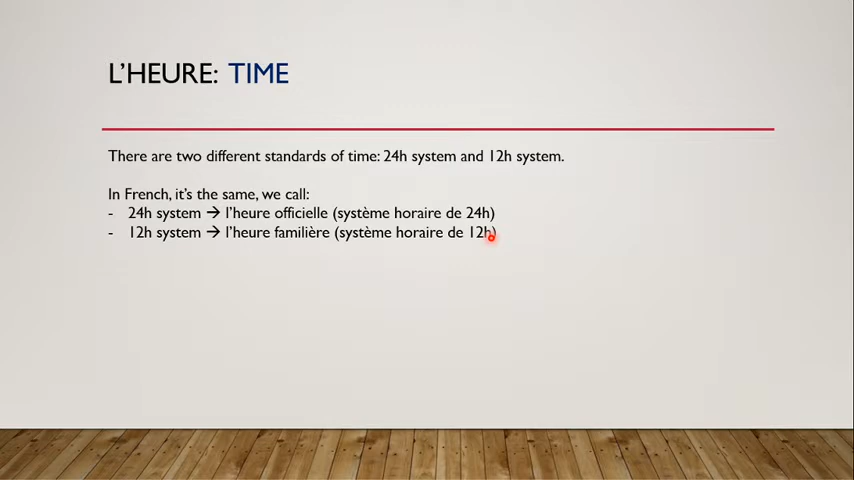 L'HEURE: TIME
There are two different standards of time: 24h system and 12h system.
In French, it's the same, we call:
- 24h system → l'heure officielle (système horaire de 24h)
- 12h system → l'heure familière (système horaire de 12h)